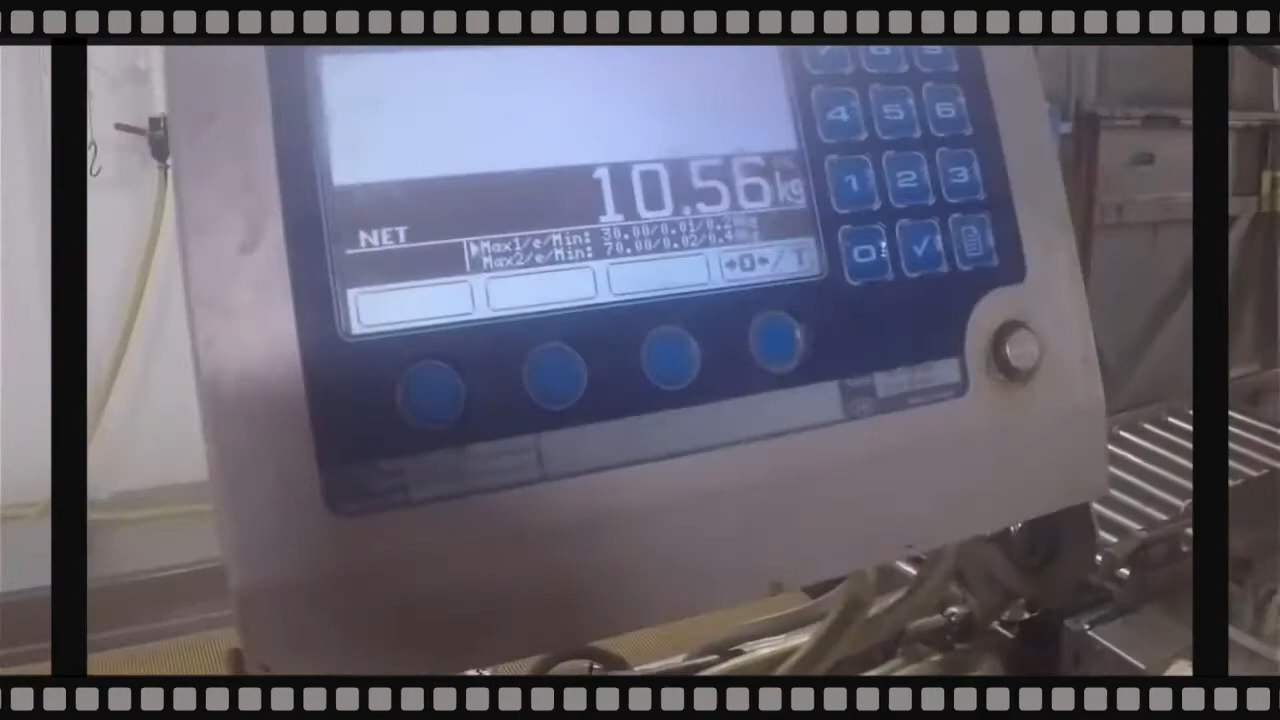 4 5 6
10.56kg
1 2 3
NET
Max1/e/Min: 30.00/0.01/0.2
Max2/e/Min: 70.00/0.02/0.4
→0←/T
0